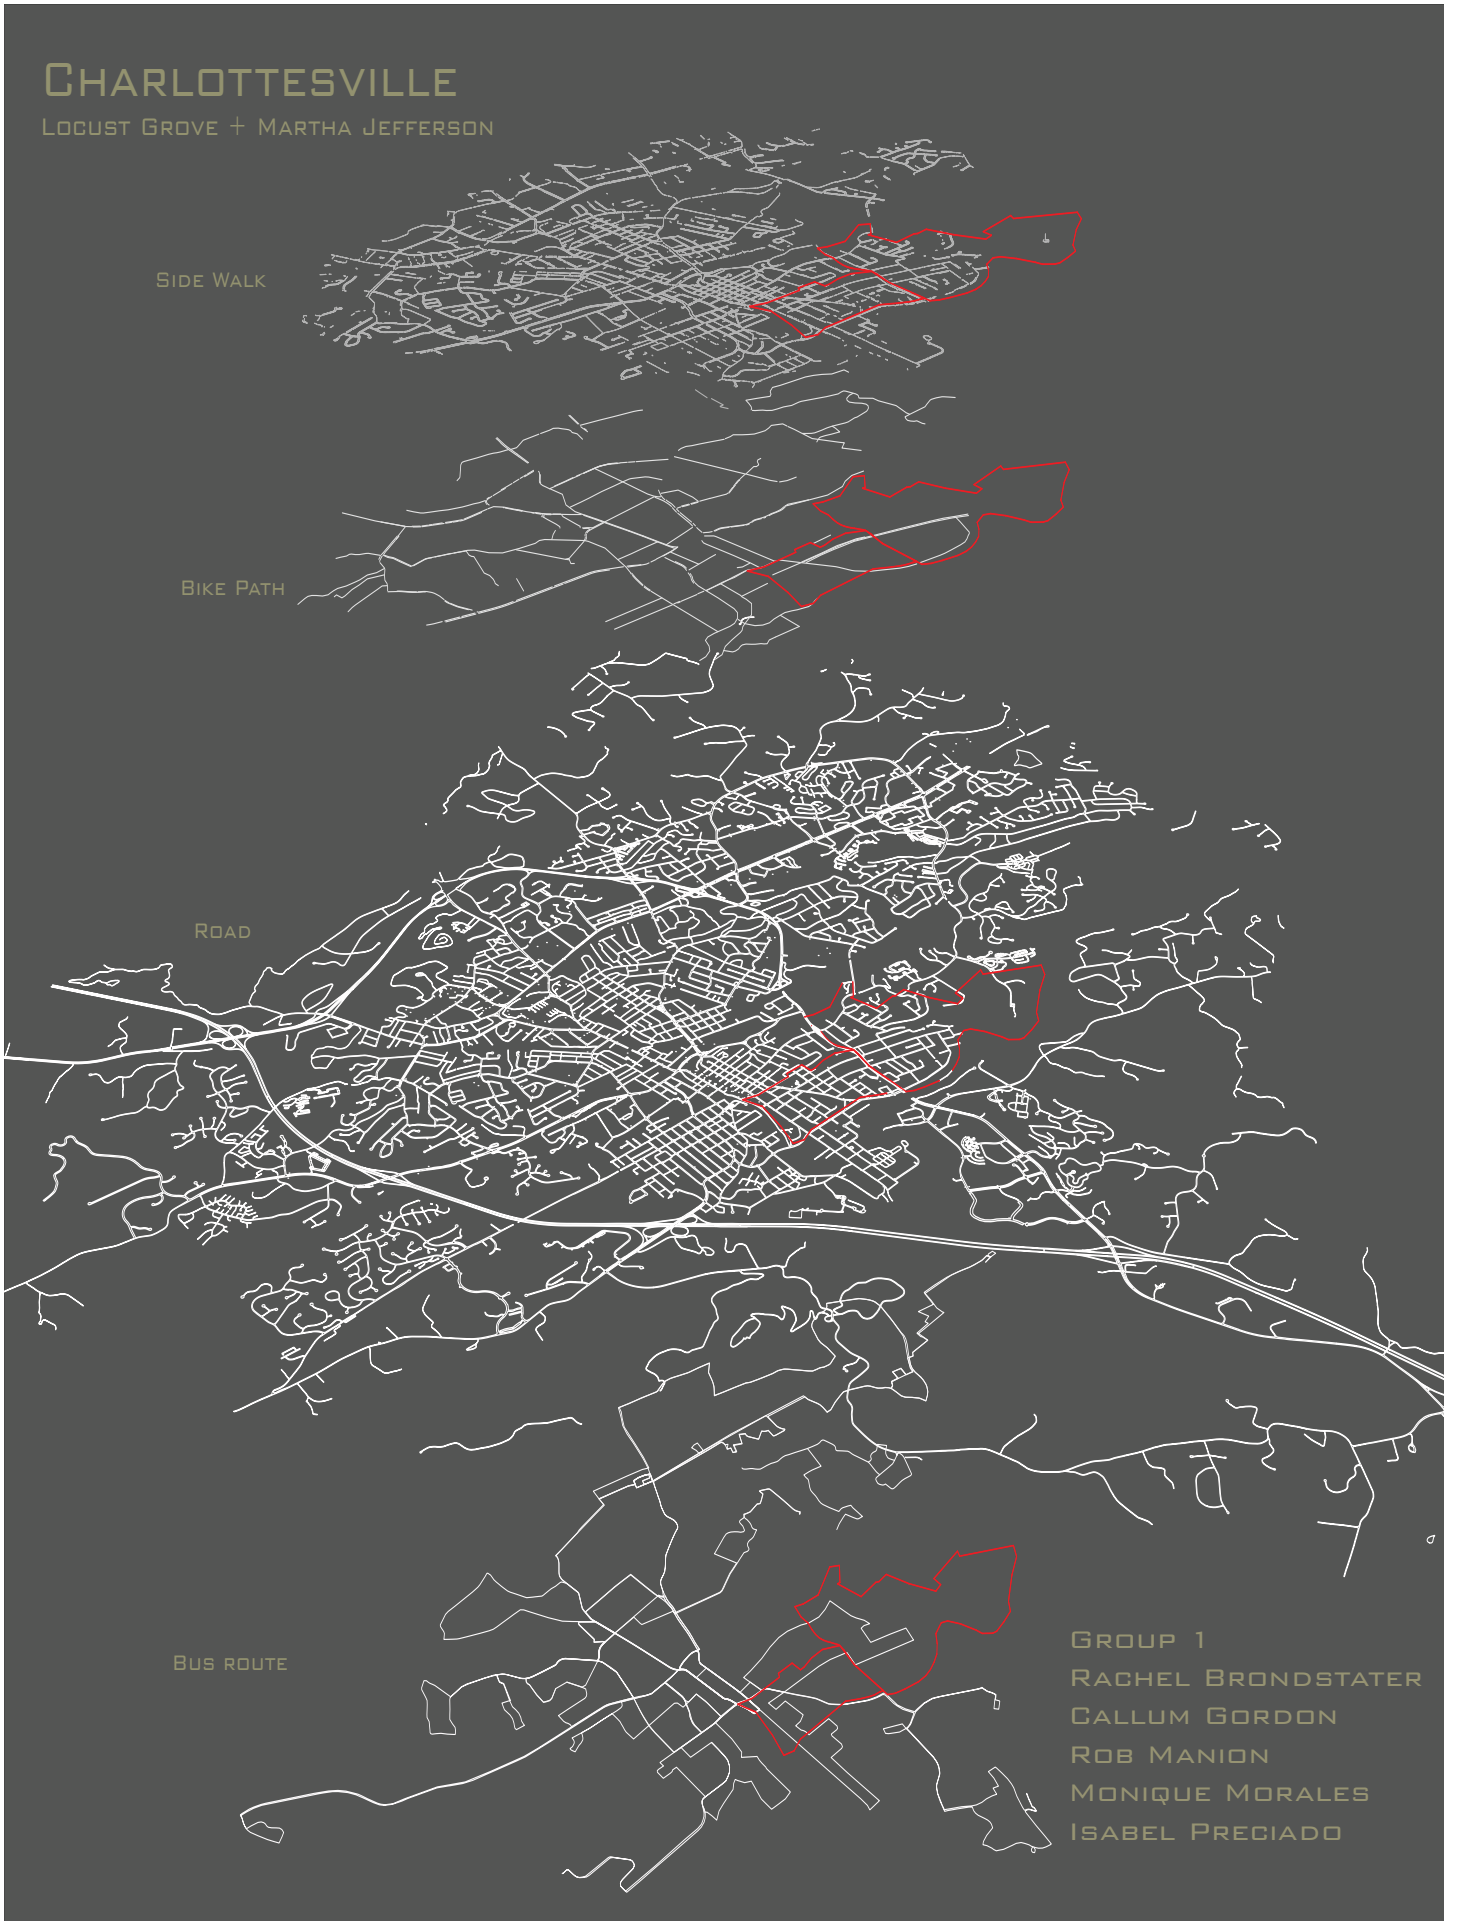 Charlottesville
Locust Grove + Martha Jefferson
Side Walk
Bike Path
Road
Bus route
Group 1
Rachel Brondstater
Callum Gordon
Rob Manion
Monique Morales
Isabel Preciado